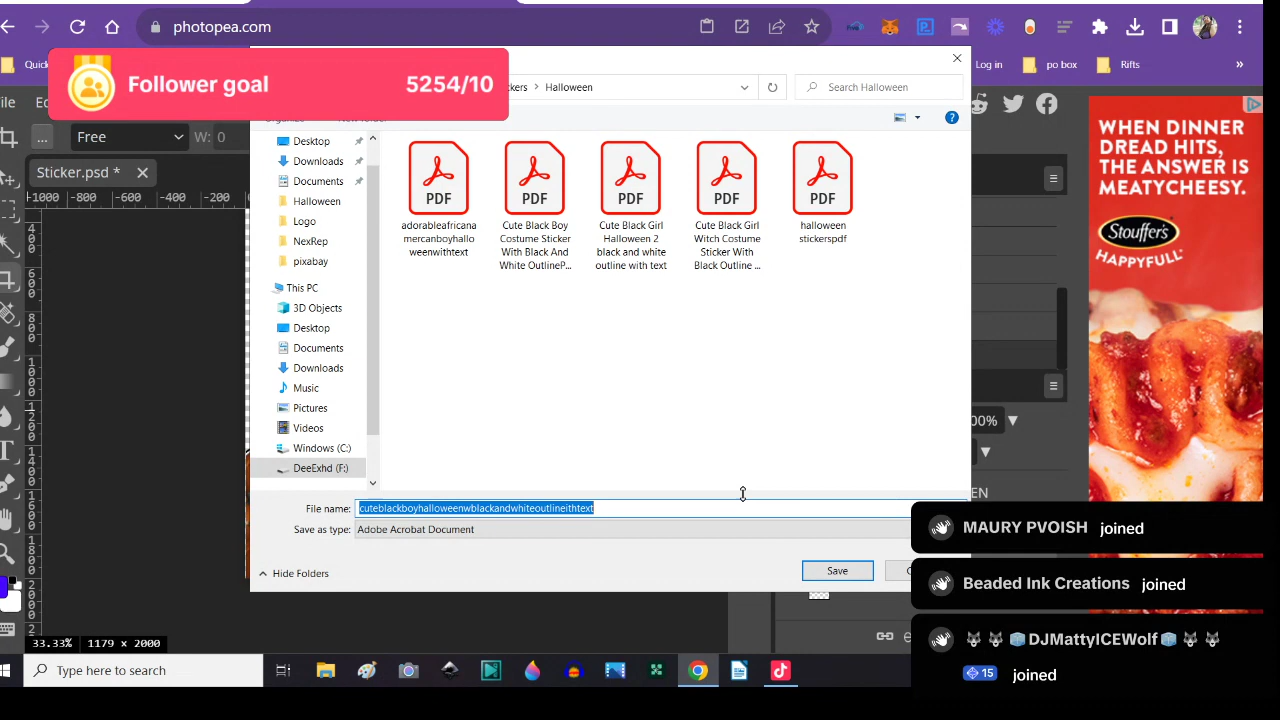 photopea.com
Quick
Log in
po box
Rifts
»
Follower goal
5254/10
Halloween
Search Halloween
File
Ed
...
Free
W: 0
Sticker.psd *
-1000
-800
-600
-400
-200
Desktop
Downloads
Documents
Halloween
Logo
NexRep
pixabay
This PC
3D Objects
Desktop
Documents
Downloads
Music
Pictures
Videos
Windows (C:)
DeeExhd (F:)
PDF
PDF
PDF
PDF
PDF
adorableafricana
mercanboyhallo
weenwithtext
Cute Black Boy
Costume Sticker
With Black And
White OutlineP...
Cute Black Girl
Halloween 2
black and white
outline with text
Cute Black Girl
Witch Costume
Sticker With
Black Outline ...
halloween
stickerspdf
File name:
cuteblackboyhalloweenwblackandwhiteoutlineithtext
Save as type:
Adobe Acrobat Document
Hide Folders
Save
33.33%
1179 x 2000
Type here to search
WHEN DINNER
DREAD HITS,
THE ANSWER IS
MEATYCHEESY.
Stouffer's
HAPPYFULL
MAURY PVOISH joined
Beaded Ink Creations joined
DJMattyICEWolf
15
joined